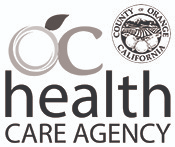 oc
COUNTY OF ORANGE
CALIFORNIA
health
CARE AGENCY